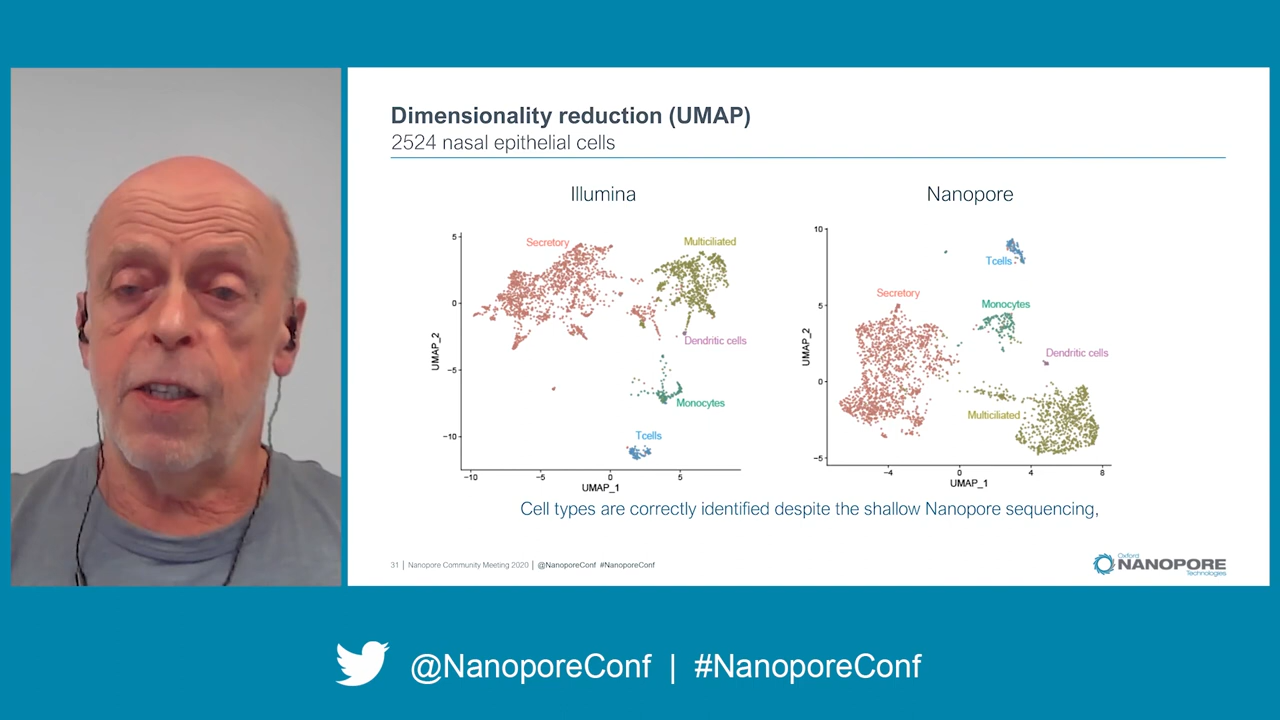 Dimensionality reduction (UMAP)
2524 nasal epithelial cells
Illumina
5
0
−5
−10
UMAP_2
−10
−5
0
5
UMAP_1
Secretory
Multiciliated
Dendritic cells
Monocytes
Tcells
Nanopore
10
5
0
−5
UMAP_2
−4
0
4
8
UMAP_1
Tcells
Secretory
Monocytes
Dendritic cells
Multiciliated
Cell types are correctly identified despite the shallow Nanopore sequencing,
31 | Nanopore Community Meeting 2020 | @NanoporeConf #NanoporeConf
Oxford
NANOPORE
Technologies
@NanoporeConf | #NanoporeConf